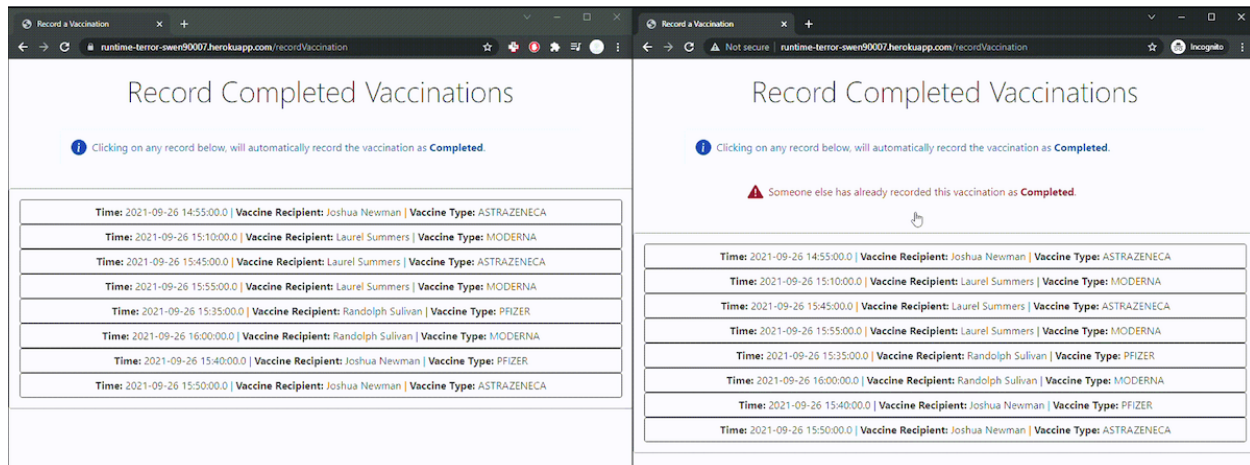 Record a Vaccination
runtime-terror-swen90007.herokuapp.com/recordVaccination
Record Completed Vaccinations
Clicking on any record below, will automatically record the vaccination as Completed.
Time: 2021-09-26 14:55:00.0 | Vaccine Recipient: Joshua Newman | Vaccine Type: ASTRAZENECA
Time: 2021-09-26 15:10:00.0 | Vaccine Recipient: Laurel Summers | Vaccine Type: MODERNA
Time: 2021-09-26 15:45:00.0 | Vaccine Recipient: Laurel Summers | Vaccine Type: ASTRAZENECA
Time: 2021-09-26 15:55:00.0 | Vaccine Recipient: Laurel Summers | Vaccine Type: MODERNA
Time: 2021-09-26 15:35:00.0 | Vaccine Recipient: Randolph Sulivan | Vaccine Type: PFIZER
Time: 2021-09-26 16:00:00.0 | Vaccine Recipient: Randolph Sulivan | Vaccine Type: MODERNA
Time: 2021-09-26 15:40:00.0 | Vaccine Recipient: Joshua Newman | Vaccine Type: PFIZER
Time: 2021-09-26 15:50:00.0 | Vaccine Recipient: Joshua Newman | Vaccine Type: ASTRAZENECA
Record a Vaccination
Not secure | runtime-terror-swen90007.herokuapp.com/recordVaccination Incognito
Record Completed Vaccinations
Clicking on any record below, will automatically record the vaccination as Completed.
Someone else has already recorded this vaccination as Completed.
Time: 2021-09-26 14:55:00.0 | Vaccine Recipient: Joshua Newman | Vaccine Type: ASTRAZENECA
Time: 2021-09-26 15:10:00.0 | Vaccine Recipient: Laurel Summers | Vaccine Type: MODERNA
Time: 2021-09-26 15:45:00.0 | Vaccine Recipient: Laurel Summers | Vaccine Type: ASTRAZENECA
Time: 2021-09-26 15:55:00.0 | Vaccine Recipient: Laurel Summers | Vaccine Type: MODERNA
Time: 2021-09-26 15:35:00.0 | Vaccine Recipient: Randolph Sulivan | Vaccine Type: PFIZER
Time: 2021-09-26 16:00:00.0 | Vaccine Recipient: Randolph Sulivan | Vaccine Type: MODERNA
Time: 2021-09-26 15:40:00.0 | Vaccine Recipient: Joshua Newman | Vaccine Type: PFIZER
Time: 2021-09-26 15:50:00.0 | Vaccine Recipient: Joshua Newman | Vaccine Type: ASTRAZENECA